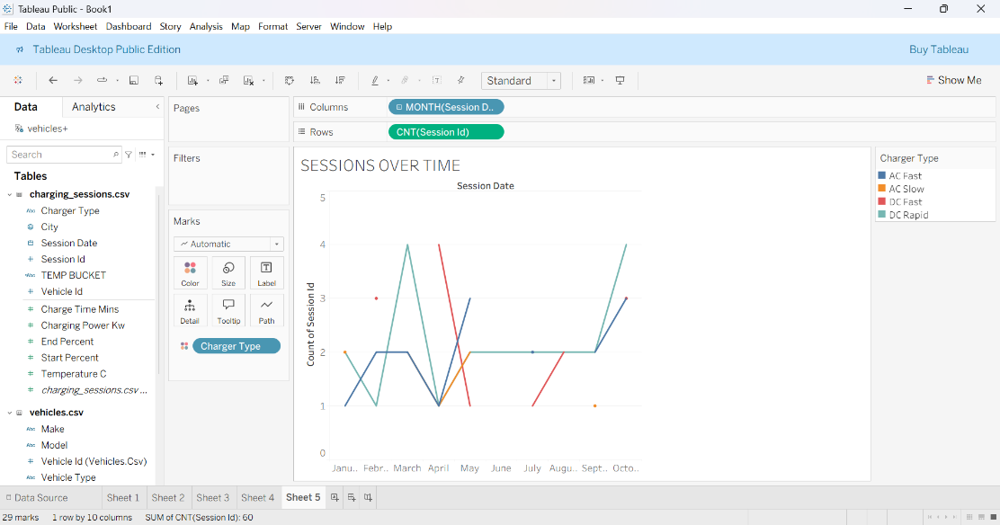 Tableau Public - Book1
File Data Worksheet Dashboard Story Analysis Map Format Server Window Help
Tableau Desktop Public Edition Buy Tableau
Standard Show Me
Data Analytics
vehicles+
Search
Tables
charging_sessions.csv
Abc Charger Type
City
Session Date
Session Id
Abc TEMP BUCKET
Vehicle Id
Charge Time Mins
Charging Power Kw
End Percent
Start Percent
Temperature C
charging_sessions.csv ...
vehicles.csv
Abc Make
Abc Model
Vehicle Id (Vehicles.Csv)
Abc Vehicle Type
Pages
Filters
Marks
Automatic
Color Size Label
Detail Tooltip Path
Charger Type
Columns MONTH(Session D..
Rows CNT(Session Id)
SESSIONS OVER TIME
Session Date
Count of Session Id
5
4
3
2
1
0
Janu.. Febr.. March April May June July Augu.. Sept.. Octo..
Charger Type
AC Fast
AC Slow
DC Fast
DC Rapid
Data Source Sheet 1 Sheet 2 Sheet 3 Sheet 4 Sheet 5
29 marks 1 row by 10 columns SUM of CNT(Session Id): 60